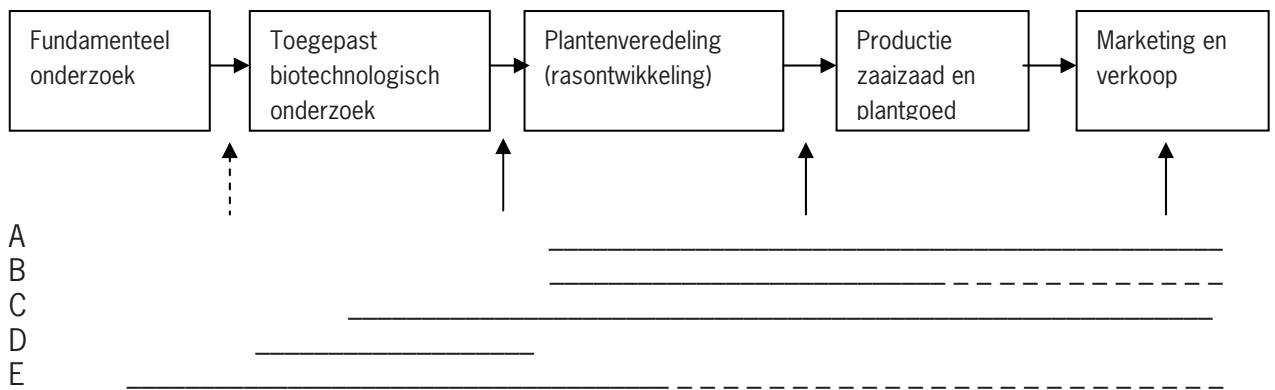 Fundamenteel
onderzoek
Toegepast
biotechnologisch
onderzoek
Plantenveredeling
(rasontwikkeling)
Productie
zaaizaad en
plantgoed
Marketing en
verkoop
A
B
C
D
E